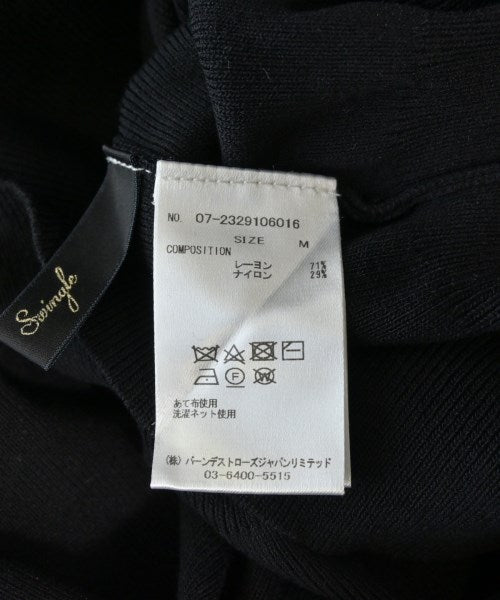 Swingle
NO. 07-2329106016
SIZE M
COMPOSITION
レーヨン 71%
ナイロン 29%
F W
あて布使用
洗濯ネット使用
(株) バーンデストローズジャパンリミテッド
03-6400-5515